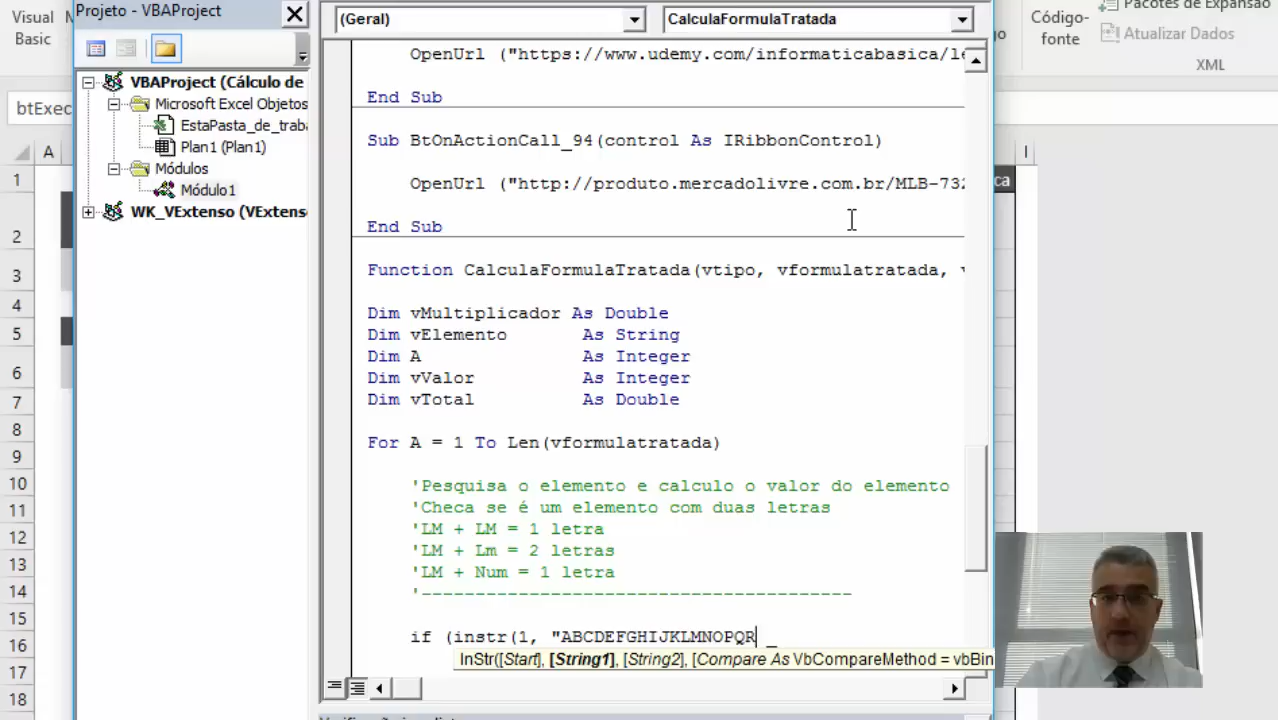 Visual
Basic
Projeto - VBAProject
(Geral)
CalculaFormulaTratada
Código-
fonte
Pacotes de Expansão
Atualizar Dados
XML
btExec
VBAProject (Cálculo de
Microsoft Excel Objetos
EstaPasta_de_trab
Plan1 (Plan1)
Módulos
Módulo1
WK_VExtenso (VExtens
A
I
1
2
3
4
5
6
7
8
9
10
11
12
13
14
15
16
17
18
OpenUrl ("https://www.udemy.com/informaticabasica/le
End Sub
Sub BtOnActionCall_94(control As IRibbonControl)
OpenUrl ("http://produto.mercadolivre.com.br/MLB-732
End Sub
Function CalculaFormulaTratada(vtipo, vformulatratada, v
Dim vMultiplicador As Double
Dim vElemento As String
Dim A As Integer
Dim vValor As Integer
Dim vTotal As Double
For A = 1 To Len(vformulatratada)
'Pesquisa o elemento e calculo o valor do elemento
'Checa se é um elemento com duas letras
'LM + LM = 1 letra
'LM + Lm = 2 letras
'LM + Num = 1 letra
'----------------------------------------
if (instr(1, "ABCDEFGHIJKLMNOPQR _
InStr([Start], [String1], [String2], [Compare As VbCompareMethod = vbBin